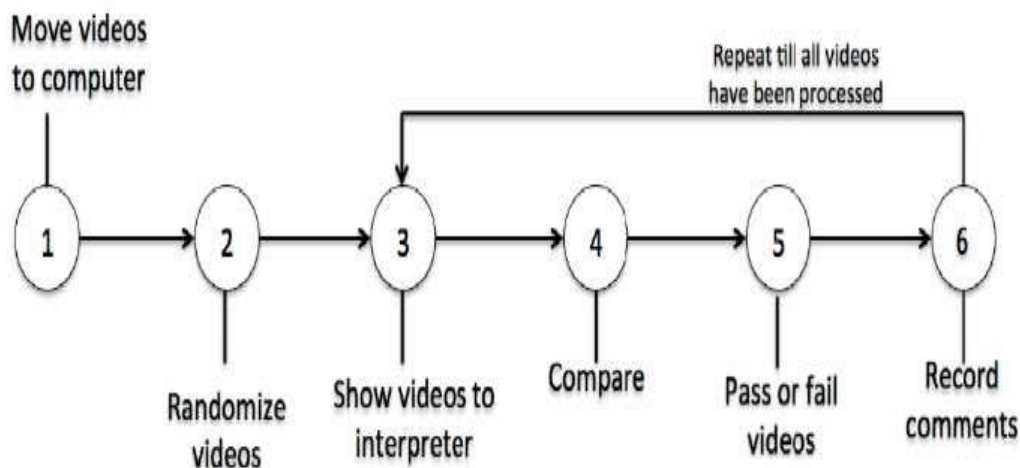 Move videos
to computer
Repeat till all videos
have been processed
1
2
3
4
5
6
Randomize
videos
Show videos to
interpreter
Compare
Pass or fail
videos
Record
comments